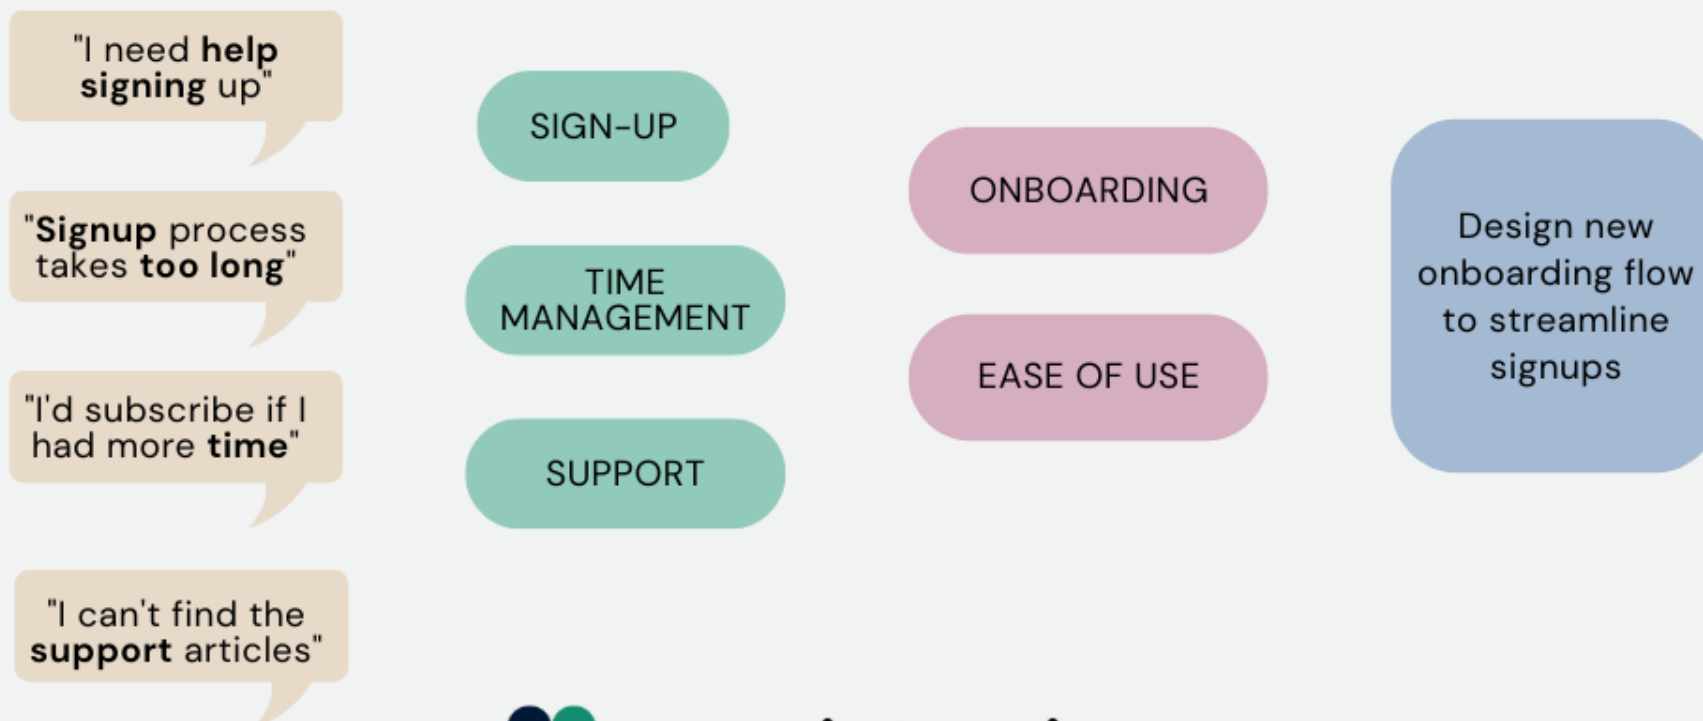 "I need help
signing up"
"Signup process
takes too long"
"I'd subscribe if I
had more time"
"I can't find the
support articles"
SIGN-UP
TIME
MANAGEMENT
SUPPORT
ONBOARDING
EASE OF USE
Design new
onboarding flow
to streamline
signups